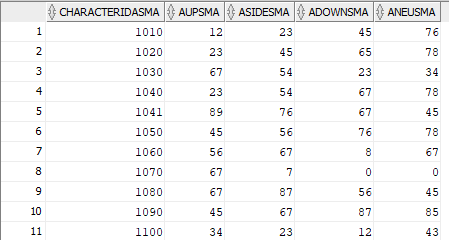 CHARACTERIDASMA AUPSMA ASIDESMA ADOWNSMA ANEUSMA
1 1010 12 23 45 76
2 1020 23 45 65 78
3 1030 67 54 23 34
4 1040 23 54 67 78
5 1041 89 76 67 45
6 1050 45 56 76 78
7 1060 56 67 8 67
8 1070 67 7 0 0
9 1080 67 87 56 45
10 1090 45 67 87 85
11 1100 34 23 12 43